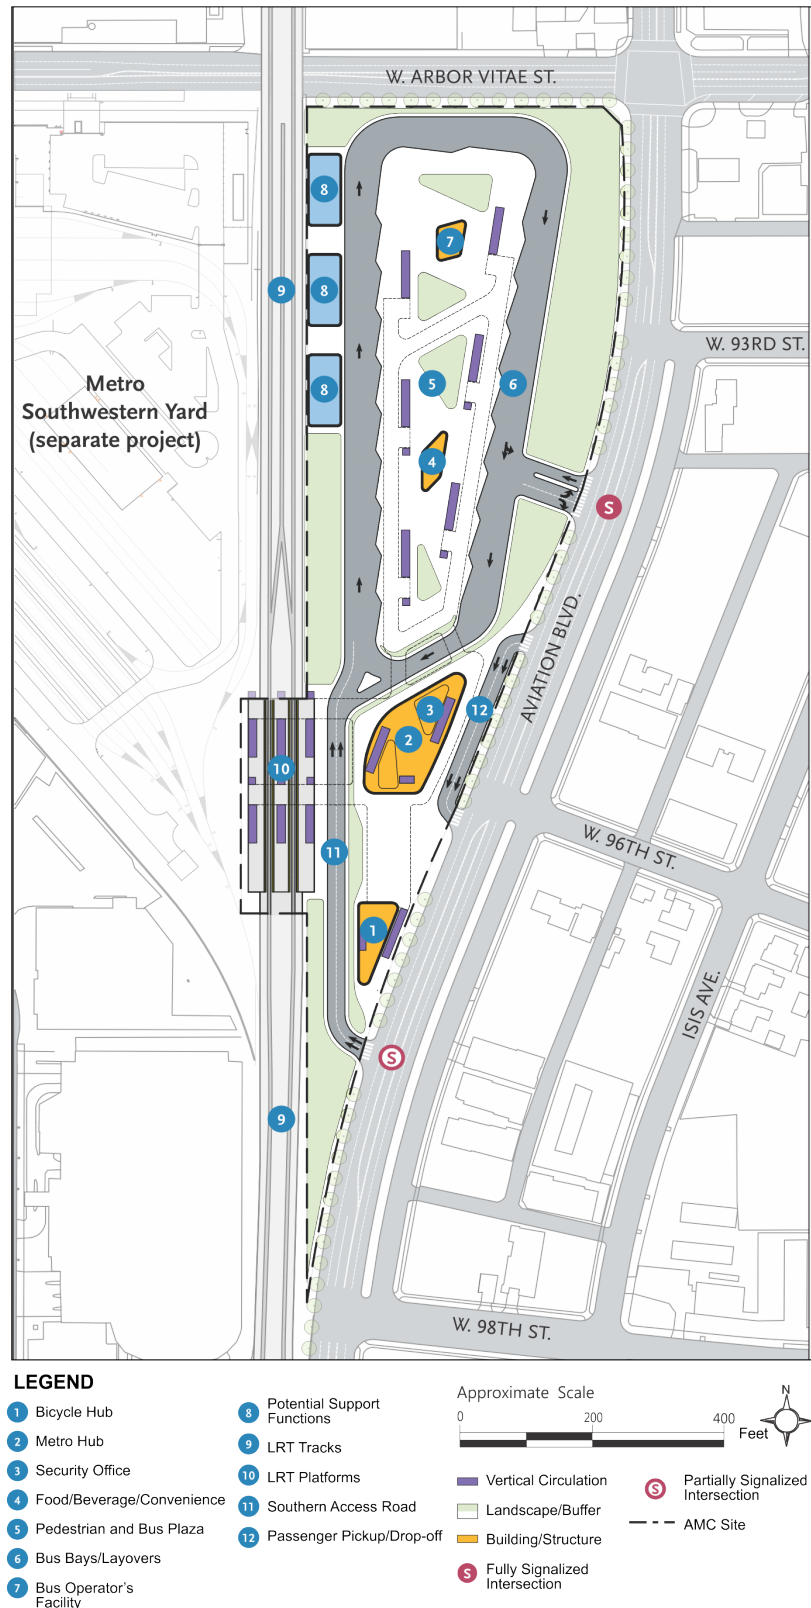 W. ARBOR VITAE ST.
8
7
9
8
W. 93RD ST.
Metro
Southwestern Yard
(separate project)
8
5
6
4
S
AVIATION BLVD.
3
12
2
10
W. 96TH ST.
11
1
ISIS AVE.
S
9
W. 98TH ST.
LEGEND
1 Bicycle Hub
2 Metro Hub
3 Security Office
4 Food/Beverage/Convenience
5 Pedestrian and Bus Plaza
6 Bus Bays/Layovers
7 Bus Operator's
Facility
8 Potential Support
Functions
9 LRT Tracks
10 LRT Platforms
11 Southern Access Road
12 Passenger Pickup/Drop-off
Approximate Scale
0 200 400
Feet
N
Vertical Circulation
Landscape/Buffer
Building/Structure
S Fully Signalized
Intersection
S Partially Signalized
Intersection
AMC Site